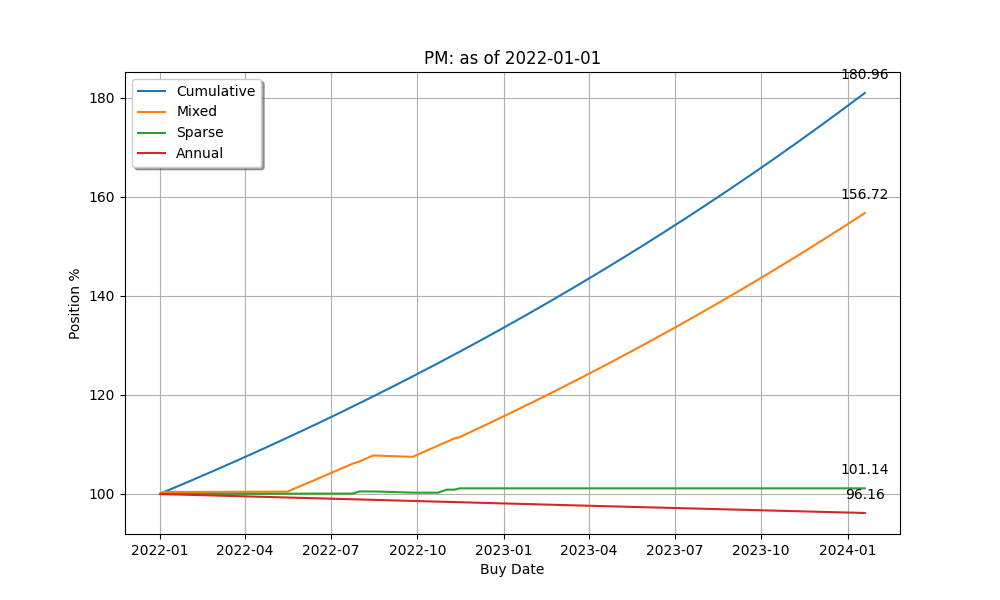 PM: as of 2022-01-01
180.96
Cumulative
Mixed
Sparse
Annual
156.72
101.14
96.16
180
160
140
120
100
Position %
2022-01
2022-04
2022-07
2022-10
2023-01
2023-04
2023-07
2023-10
2024-01
Buy Date